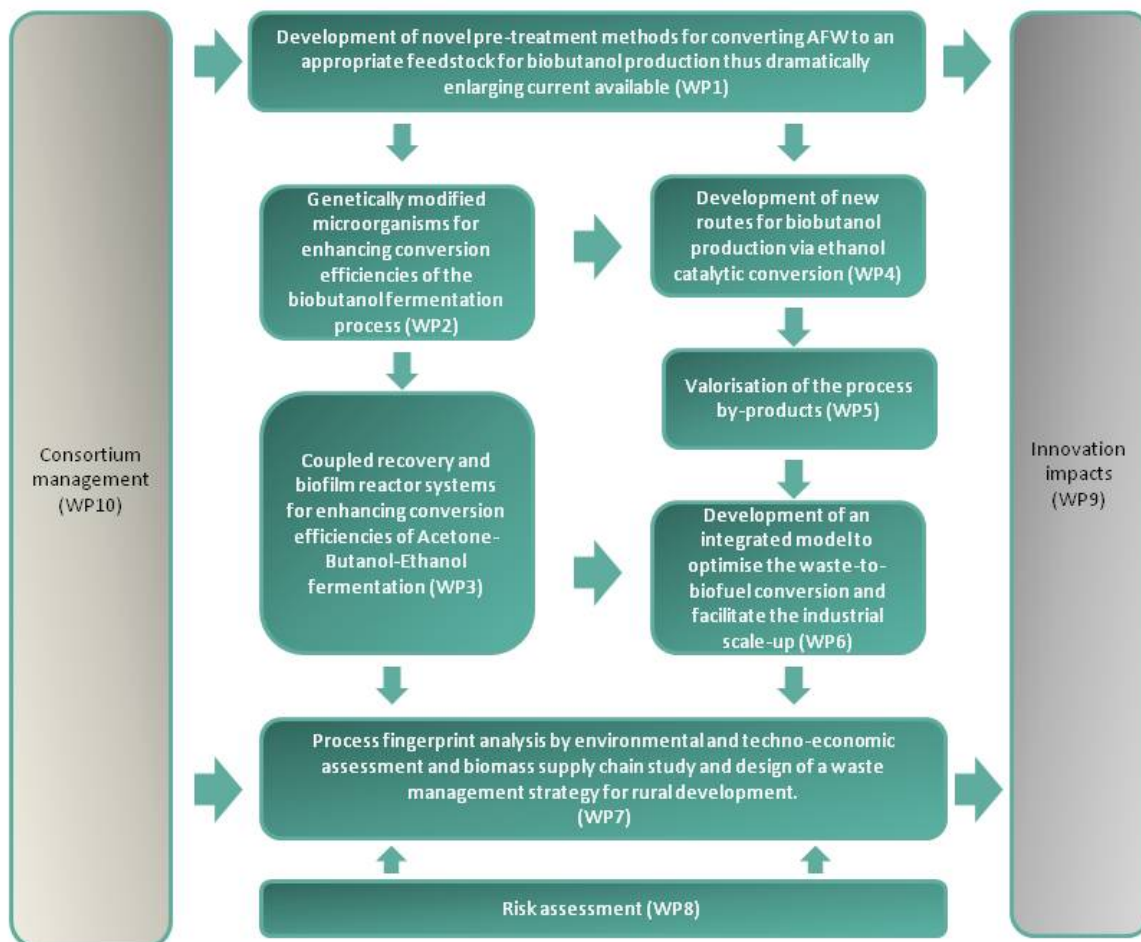 Development of novel pre-treatment methods for converting AFW to an
appropriate feedstock for biobutanol production thus dramatically
enlarging current available (WP1)
Genetically modified
microorganisms for
enhancing conversion
efficiencies of the
biobutanol fermentation
process (WP2)
Development of new
routes for biobutanol
production via ethanol
catalytic conversion (WP4)
Valorisation of the process
by-products (WP5)
Consortium
management
(WP10)
Coupled recovery and
biofilm reactor systems
for enhancing conversion
efficiencies of Acetone-
Butanol-Ethanol
fermentation (WP3)
Development of an
integrated model to
optimise the waste-to-
biofuel conversion and
facilitate the industrial
scale-up (WP6)
Innovation
impacts
(WP9)
Process fingerprint analysis by environmental and techno-economic
assessment and biomass supply chain study and design of a waste
management strategy for rural development.
(WP7)
Risk assessment (WP8)